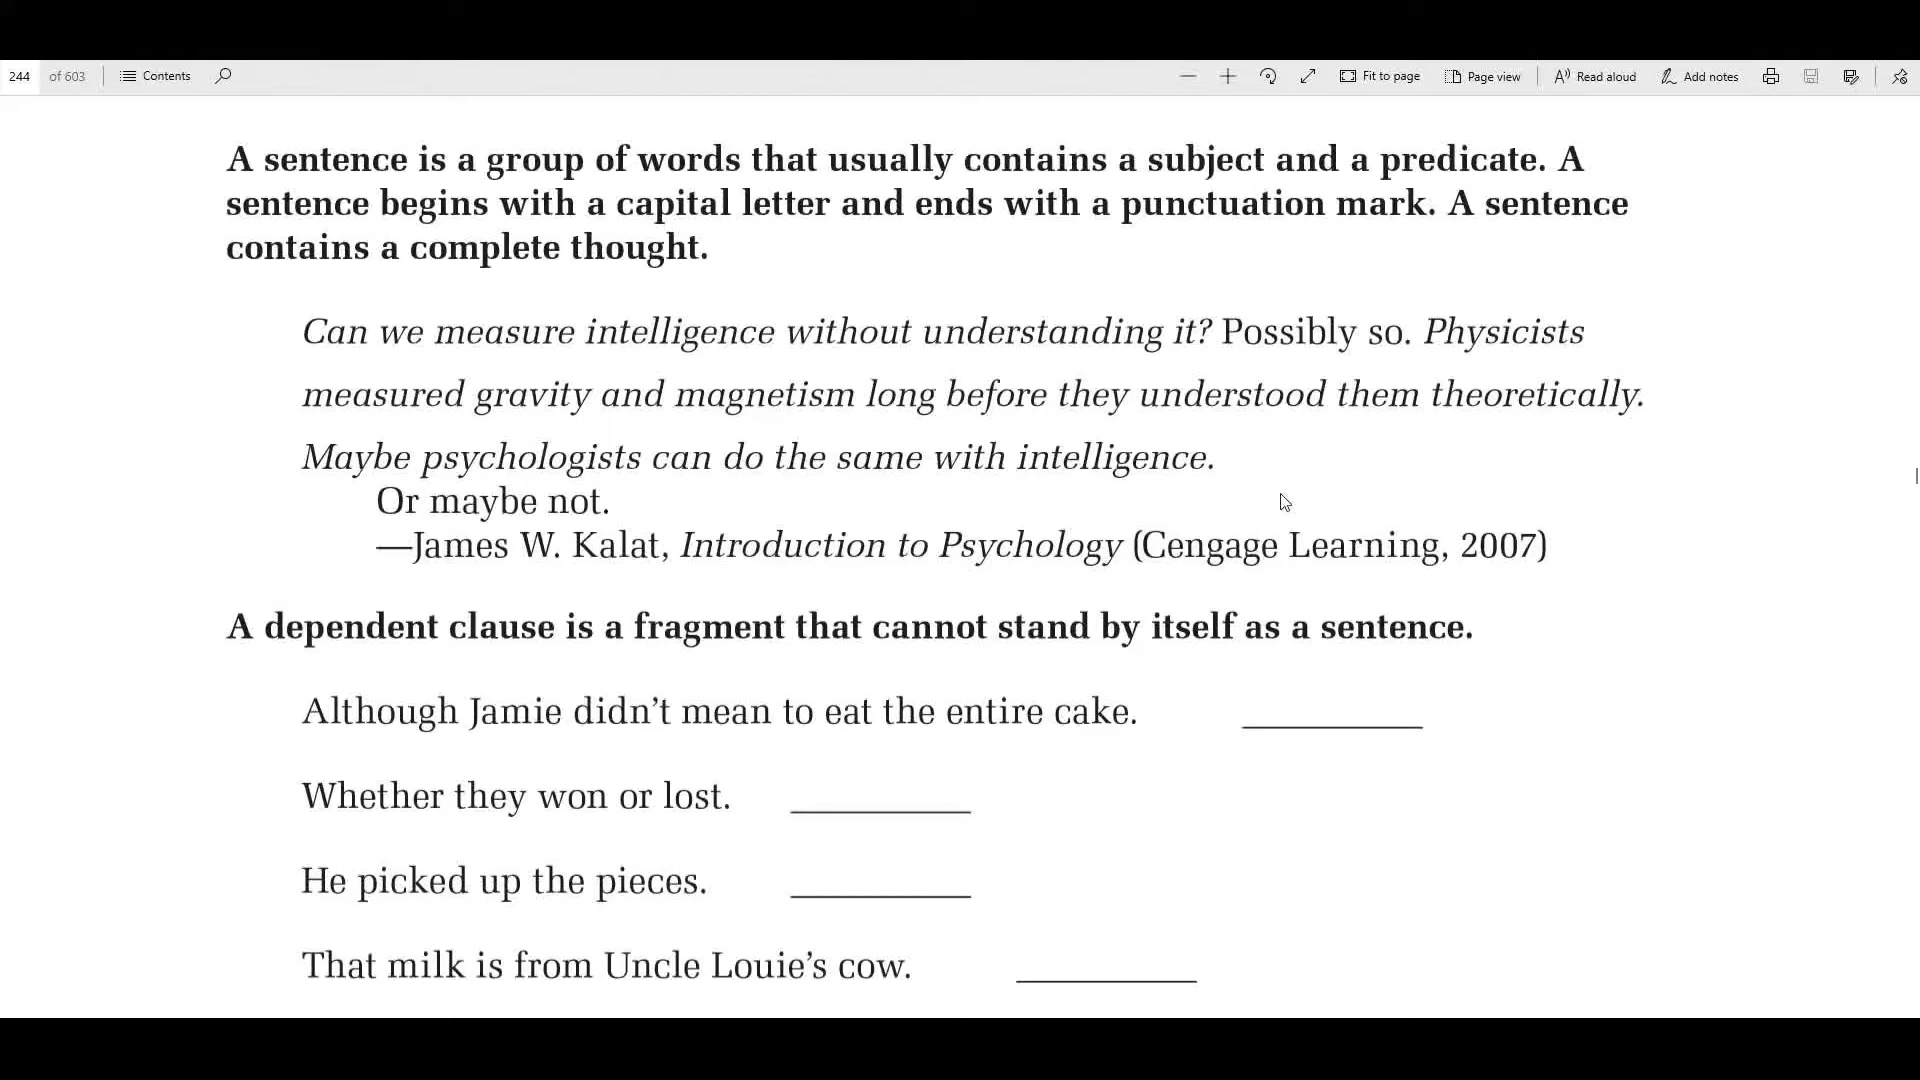 244 of 603 Contents Fit to page Page view Read aloud Add notes
A sentence is a group of words that usually contains a subject and a predicate. A
sentence begins with a capital letter and ends with a punctuation mark. A sentence
contains a complete thought.
Can we measure intelligence without understanding it? Possibly so. Physicists
measured gravity and magnetism long before they understood them theoretically.
Maybe psychologists can do the same with intelligence.
Or maybe not.
—James W. Kalat, Introduction to Psychology (Cengage Learning, 2007)
A dependent clause is a fragment that cannot stand by itself as a sentence.
Although Jamie didn’t mean to eat the entire cake. __________
Whether they won or lost. __________
He picked up the pieces. __________
That milk is from Uncle Louie’s cow. __________